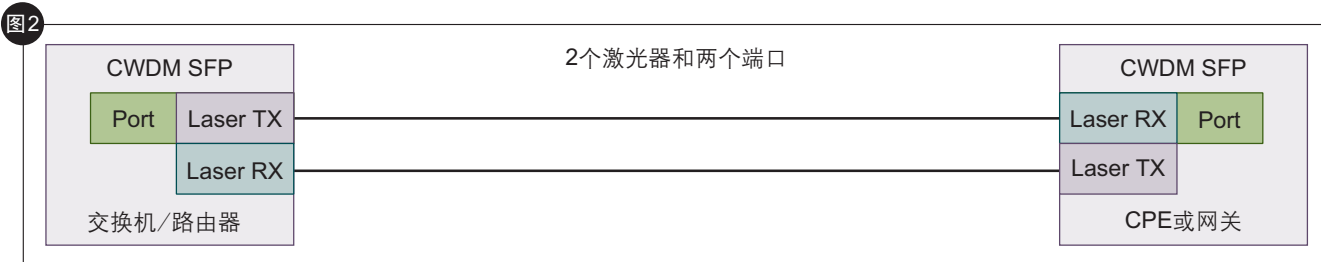 图2
2个激光器和两个端口
CWDM SFP
Port
Laser TX
Laser RX
交换机/路由器
CWDM SFP
Laser RX
Port
Laser TX
CPE或网关